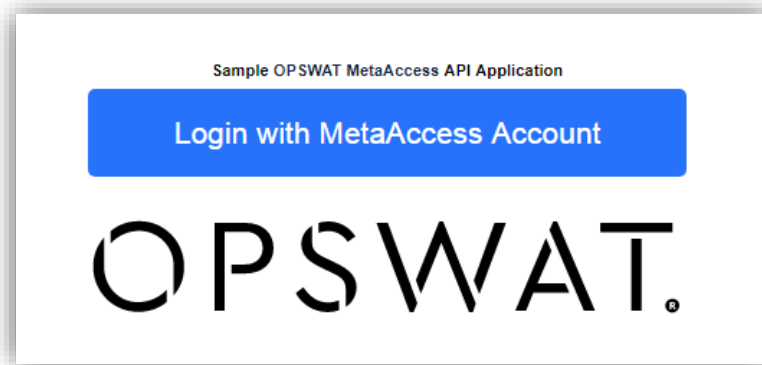 Sample OPSWAT MetaAccess API Application
Login with MetaAccess Account
OPSWAT.®